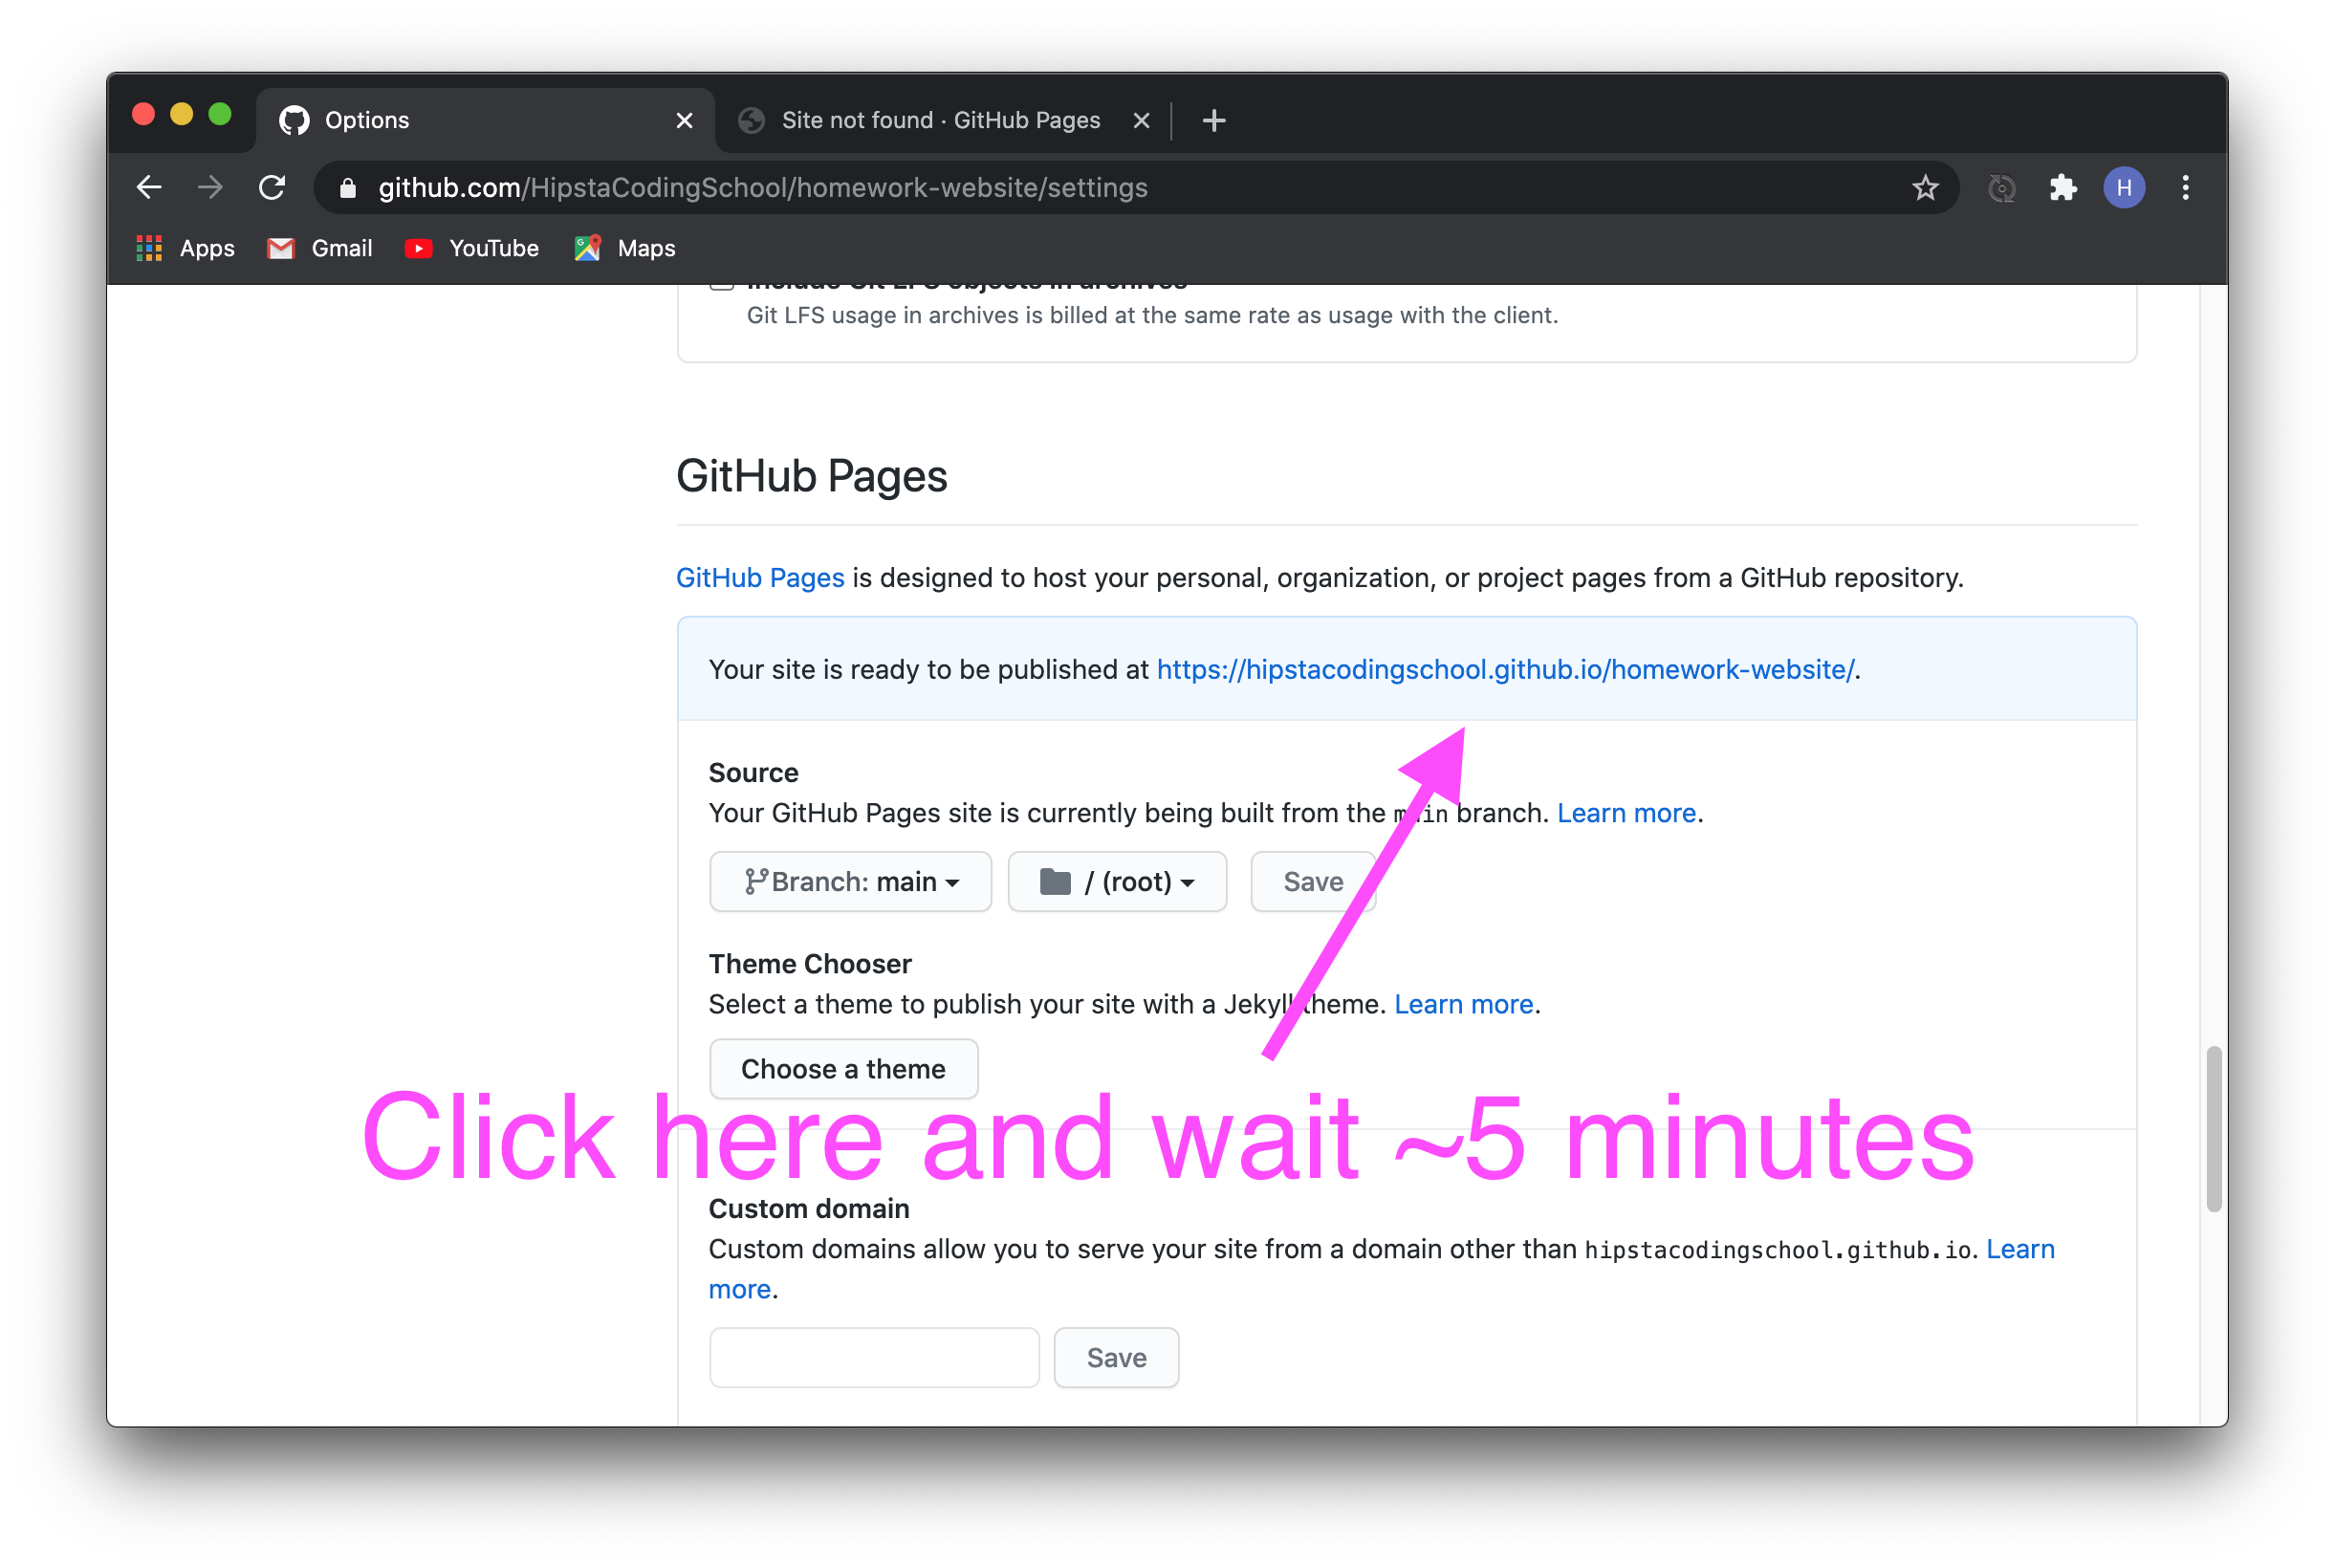 Options
Site not found · GitHub Pages
github.com/HipstaCodingSchool/homework-website/settings
H
Apps
Gmail
YouTube
Maps
Include Git LFS objects in archives
Git LFS usage in archives is billed at the same rate as usage with the client.
GitHub Pages
GitHub Pages is designed to host your personal, organization, or project pages from a GitHub repository.
Your site is ready to be published at https://hipstacodingschool.github.io/homework-website/.
Source
Your GitHub Pages site is currently being built from the main branch. Learn more.
Branch: main
/ (root)
Save
Theme Chooser
Select a theme to publish your site with a Jekyll theme. Learn more.
Choose a theme
Click here and wait ~5 minutes
Custom domain
Custom domains allow you to serve your site from a domain other than hipstacodingschool.github.io. Learn
more.
Save